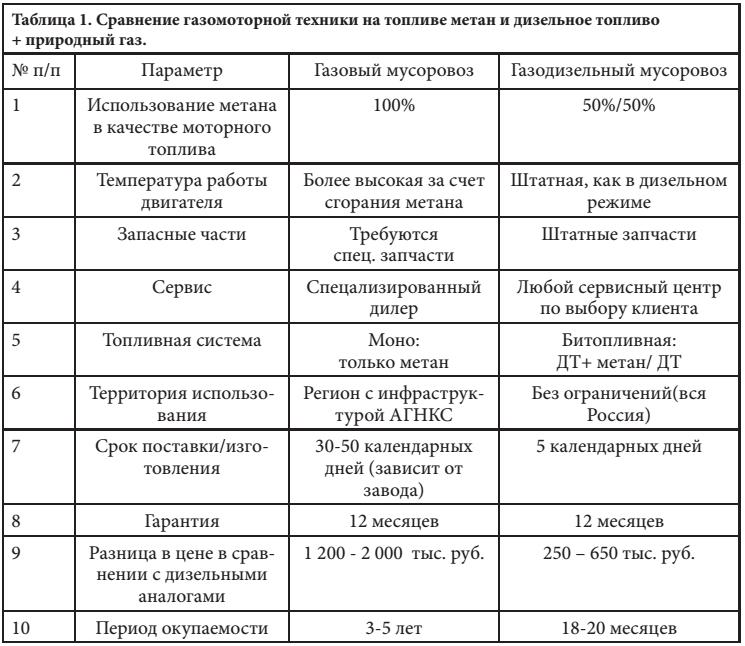 Таблица 1. Сравнение газомоторной техники на топливе метан и дизельное топливо
+ природный газ.
№ п/п Параметр Газовый мусоровоз Газодизельный мусоровоз
1 Использование метана 100% 50%/50%
в качестве моторного
топлива
2 Температура работы Более высокая за счет Штатная, как в дизельном
двигателя сгорания метана режиме
3 Запасные части Требуются Штатные запчасти
спец. запчасти
4 Сервис Спецализированный Любой сервисный центр
дилер по выбору клиента
5 Топливная система Моно: Битопливная:
только метан ДТ+ метан/ ДТ
6 Территория использо- Регион с инфраструк- Без ограничений(вся
вания турой АГНКС Россия)
7 Срок поставки/изго- 30-50 календарных 5 календарных дней
товления дней (зависит от
завода)
8 Гарантия 12 месяцев 12 месяцев
9 Разница в цене в срав- 1 200 - 2 000 тыс. руб. 250 – 650 тыс. руб.
нении с дизельными
аналогами
10 Период окупаемости 3-5 лет 18-20 месяцев